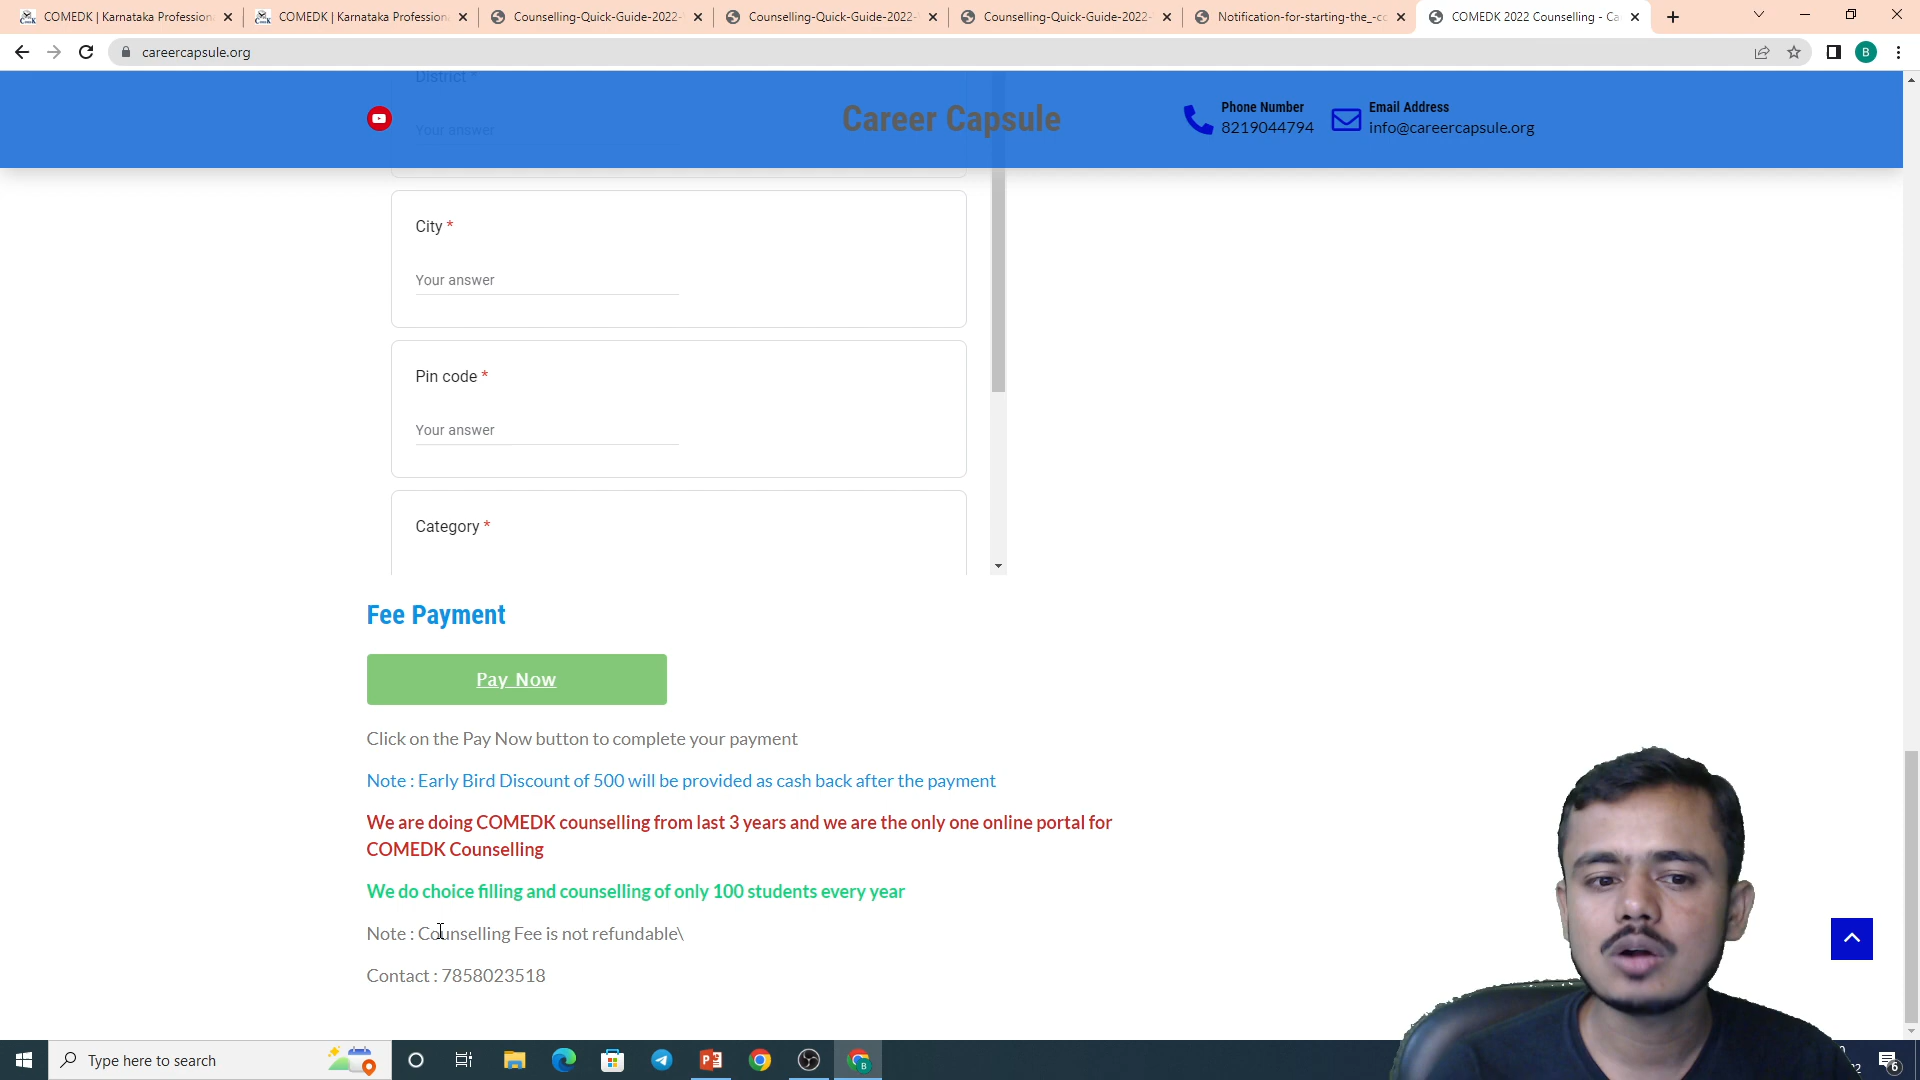 COMEDK | Karnataka Profession
COMEDK | Karnataka Profession
Counselling-Quick-Guide-2022-
Counselling-Quick-Guide-2022-
Counselling-Quick-Guide-2022-
Notification-for-starting-the_-cc
COMEDK 2022 Counselling - Ca
careercapsule.org
B
District *
Your answer
Career Capsule
Phone Number
8219044794
Email Address
info@careercapsule.org
City *
Your answer
Pin code *
Your answer
Category *
Fee Payment
Pay Now
Click on the Pay Now button to complete your payment
Note : Early Bird Discount of 500 will be provided as cash back after the payment
We are doing COMEDK counselling from last 3 years and we are the only one online portal for
COMEDK Counselling
We do choice filling and counselling of only 100 students every year
Note : Counselling Fee is not refundable\
Contact : 7858023518
Type here to search
6